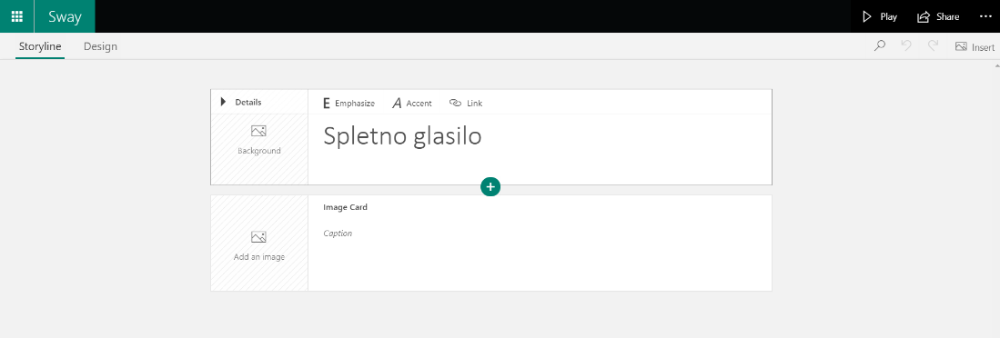 Sway
Play
Share
Storyline
Design
Insert
Details
E Emphasize
A Accent
Link
Background
Spletno glasilo
Image Card
Caption
Add an image